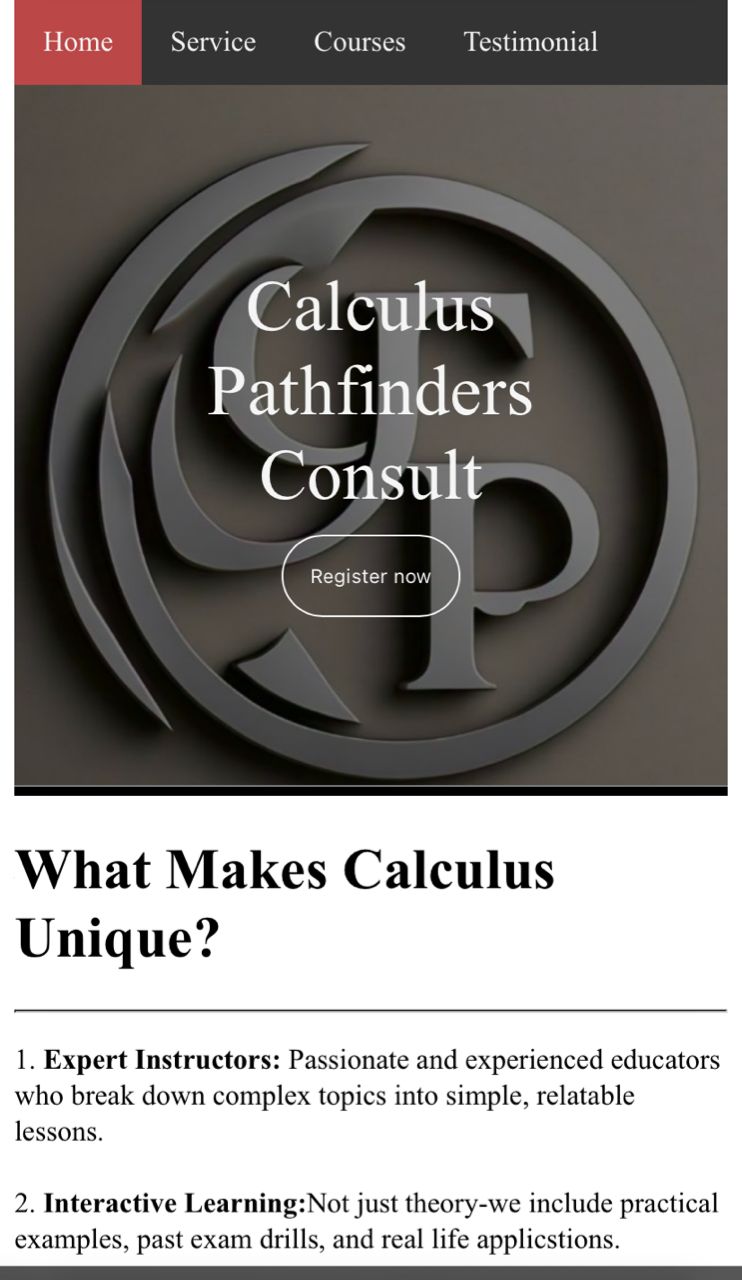 Home Service Courses Testimonial
Calculus
Pathfinders
Consult
Register now
What Makes Calculus
Unique?
1. Expert Instructors: Passionate and experienced educators
who break down complex topics into simple, relatable
lessons.
2. Interactive Learning:Not just theory-we include practical
examples, past exam drills, and real life applicstions.